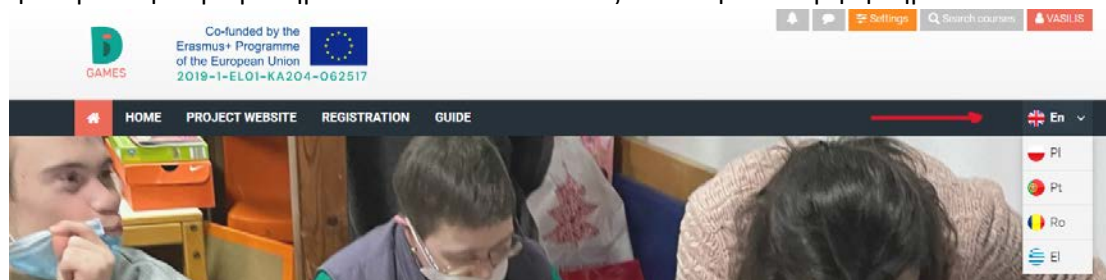 Settings
Search courses
VASILIS
Co-funded by the
Erasmus+ Programme
of the European Union
2019-1-EL01-KA204-062517
D
GAMES
HOME PROJECT WEBSITE REGISTRATION GUIDE
En
Pl
Pt
Ro
El